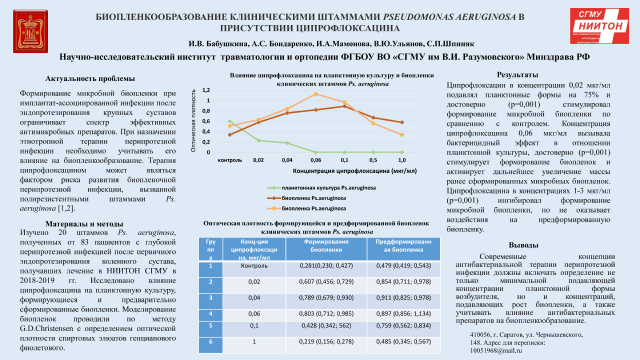 БИОПЛЕНКООБРАЗОВАНИЕ КЛИНИЧЕСКИМИ ШТАММАМИ PSEUDOMONAS AERUGINOSA В
ПРИСУТСТВИИ ЦИПРОФЛОКСАЦИНА
И.В. Бабушкина, А.С. Бондаренко, И.А.Мамонова, В.Ю.Ульянов, С.П.Шпиняк
Научно-исследовательский институт травматологии и ортопедии ФГБОУ ВО «СГМУ им В.И. Разумовского» Минздрава РФ
СГМУ
НИИТОН
Актуальность проблемы
Формирование микробной биопленки при
имплантат-ассоциированной инфекции после
эндопротезирования крупных суставов
ограничивает спектр эффективных
антимикробных препаратов. При назначении
этиотропной терапии перипротезной
инфекции необходимо учитывать его
влияние на биопленкообразование. Терапия
ципрофлоксацином может являться
фактором риска развития биопленочной
перипротезной инфекции, вызванной
полирезистентными штаммами Ps.
aeruginosa [1,2].
Материалы и методы
Изучено 20 штаммов Ps. aeruginosa,
полученных от 83 пациентов с глубокой
перипротезной инфекцией после первичного
эндопротезирования коленного сустава,
получавших лечение в НИИТОН СГМУ в
2018-2019 гг. Исследовано влияние
ципрофлоксацина на планктонную культуру,
формирующиеся и предварительно
сформированные биопленки. Моделирование
биопленок проводили по методу
G.D.Christensen с определением оптической
плотности спиртовых элюатов генцианового
фиолетового.
Влияние ципрофлоксацина на планктонную культуру и биопленки
клинических штаммов Ps. aeruginosa
Оптическая плотность
1,2
1
0,8
0,6
0,4
0,2
0
контроль 0,02 0,04 0,06 0,1 0,5 1,0
Концентрация ципрофлоксацина (мкг/мл)
планктонная культура Ps.aeruginosa
биопленка Ps.aeruginosa
биопленка Ps.aeruginosa
Оптическая плотность формирующейся и предформированной биопленок
клинических штаммов Ps. aeruginosa
Гру
пп
а
Конц-ция
ципрофлоксаци
на, мкг/мл
Формирование
биопленки
Предформированн
ая биопленка
1 Контроль 0,281(0,230; 0,427) 0,479 (0,419; 0,543)
2 0,02 0,607 (0,456; 0,729) 0,854 (0,711; 0,978)
3 0,04 0,789 (0,679; 0,930) 0,911 (0,825; 0,978)
4 0,06 0,803 (0,712; 0,985) 0,897 (0,856; 1,134)
5 0,1 0,428 (0,342; 562) 0,759 (0,562; 0,834)
6 1 0,219 (0,156; 0,278) 0,485 (0,345; 0,567)
Результаты
Ципрофлоксацин в концентрации 0,02 мкг/мл
подавлял планктонные формы на 75% и
достоверно (p=0,001) стимулировал
формирование микробной биопленки по
сравнению с контролем. Концентрация
ципрофлоксацина 0,06 мкг/мл вызывала
бактерицидный эффект в отношении
планктонной культуры, достоверно (p=0,001)
стимулирует формирование биопленок и
активирует дальнейшее увеличение массы
ранее сформированных микробных биопленок.
Ципрофлоксацина в концентрациях 1-3 мкг/мл
(p=0,001) ингибировал формирование
микробной биопленки, но не оказывает
воздействия на предформированную
биопленку.
Выводы
Современные концепции
антибактериальной терапии перипротезной
инфекции должны включать определение не
только минимальной подавляющей
концентрации планктонной формы
возбудителя, но и концентраций,
подавляющих рост биопленки, а также
учитывать влияние антибактериальных
препаратов на биопленкообразование.
410056, г. Саратов, ул. Чернышевского,
148. Адрес для переписки:
10051968@mail.ru